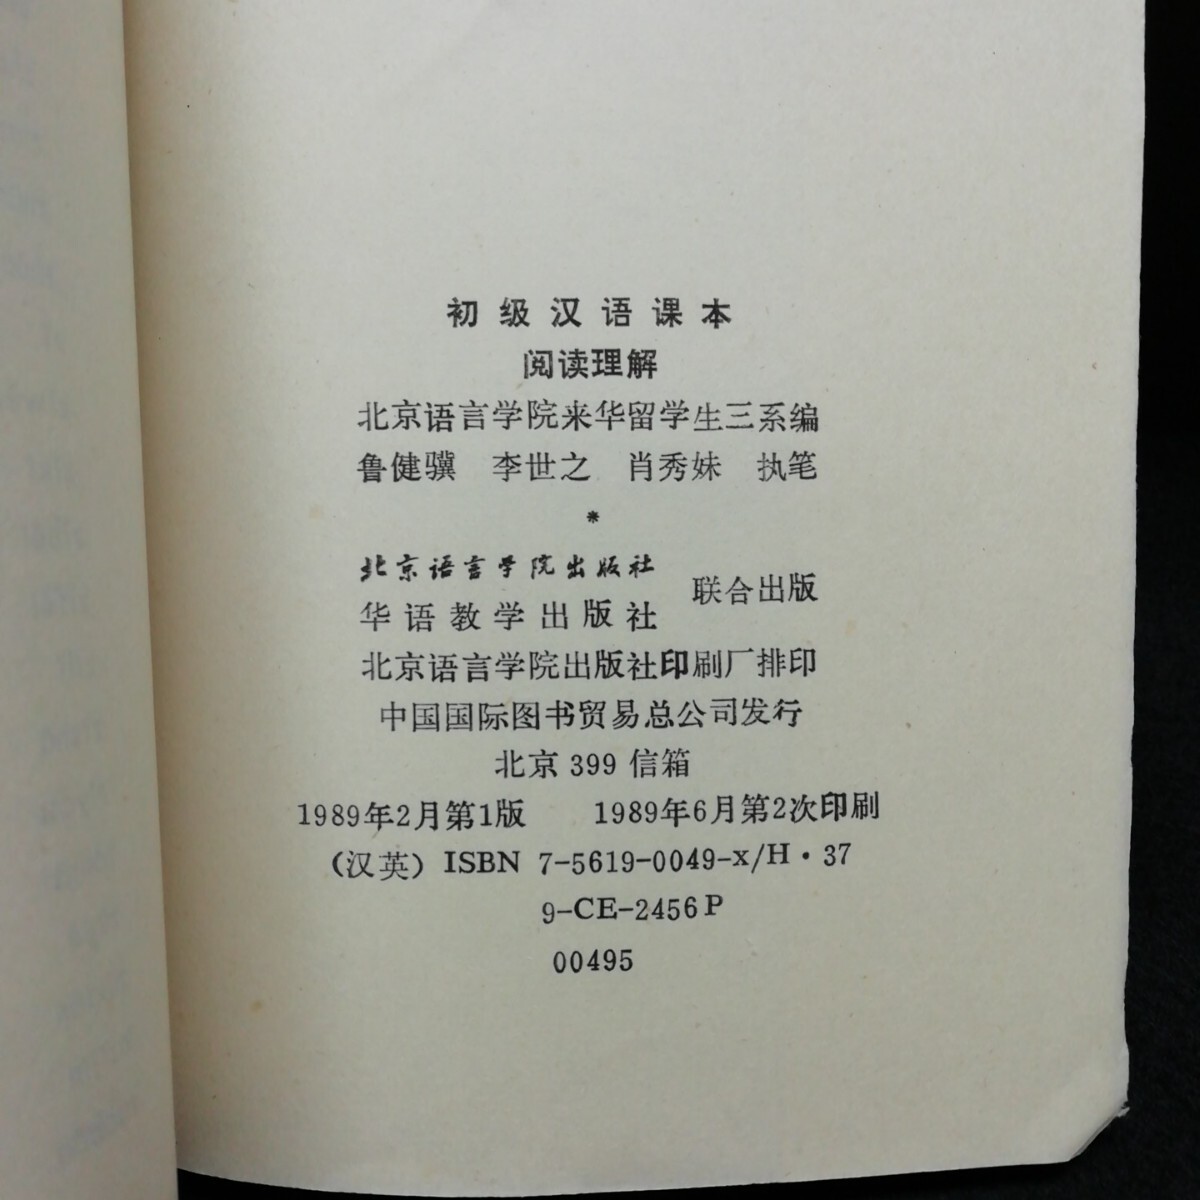 初级汉语课本
阅读理解
北京语言学院来华留学生三系编
鲁健骥 李世之 肖秀妹 执笔
*
北京语言学院出版社
华语教学出版社
联合出版
北京语言学院出版社印刷厂排印
中国国际图书贸易总公司发行
北京 399 信箱
1989年2月第1版 1989年6月第2次印刷
（汉英）ISBN 7-5619-0049-x/H·37
9-CE-2456P
00495